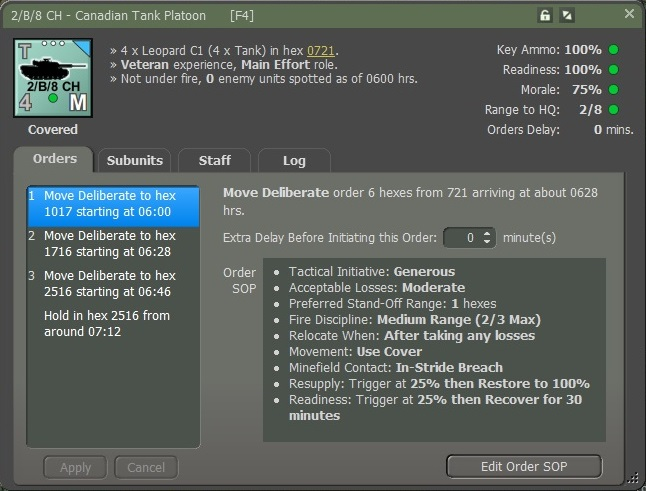 2/B/8 CH - Canadian Tank Platoon [F4]
T
2/B/8 CH
4 M
Covered
» 4 x Leopard C1 (4 x Tank) in hex 0721.
» Veteran experience, Main Effort role.
» Not under fire, 0 enemy units spotted as of 0600 hrs.
Key Ammo: 100%
Readiness: 100%
Morale: 75%
Range to HQ: 2/8
Orders Delay: 0 mins.
Orders Subunits Staff Log
1 Move Deliberate to hex
1017 starting at 06:00
2 Move Deliberate to hex
1716 starting at 06:28
3 Move Deliberate to hex
2516 starting at 06:46
Hold in hex 2516 from
around 07:12
Apply Cancel
Move Deliberate order 6 hexes from 721 arriving at about 0628
hrs.
Extra Delay Before Initiating this Order: 0 minute(s)
Order
SOP
• Tactical Initiative: Generous
• Acceptable Losses: Moderate
• Preferred Stand-Off Range: 1 hexes
• Fire Discipline: Medium Range (2/3 Max)
• Relocate When: After taking any losses
• Movement: Use Cover
• Minefield Contact: In-Stride Breach
• Resupply: Trigger at 25% then Restore to 100%
• Readiness: Trigger at 25% then Recover for 30
minutes
Edit Order SOP